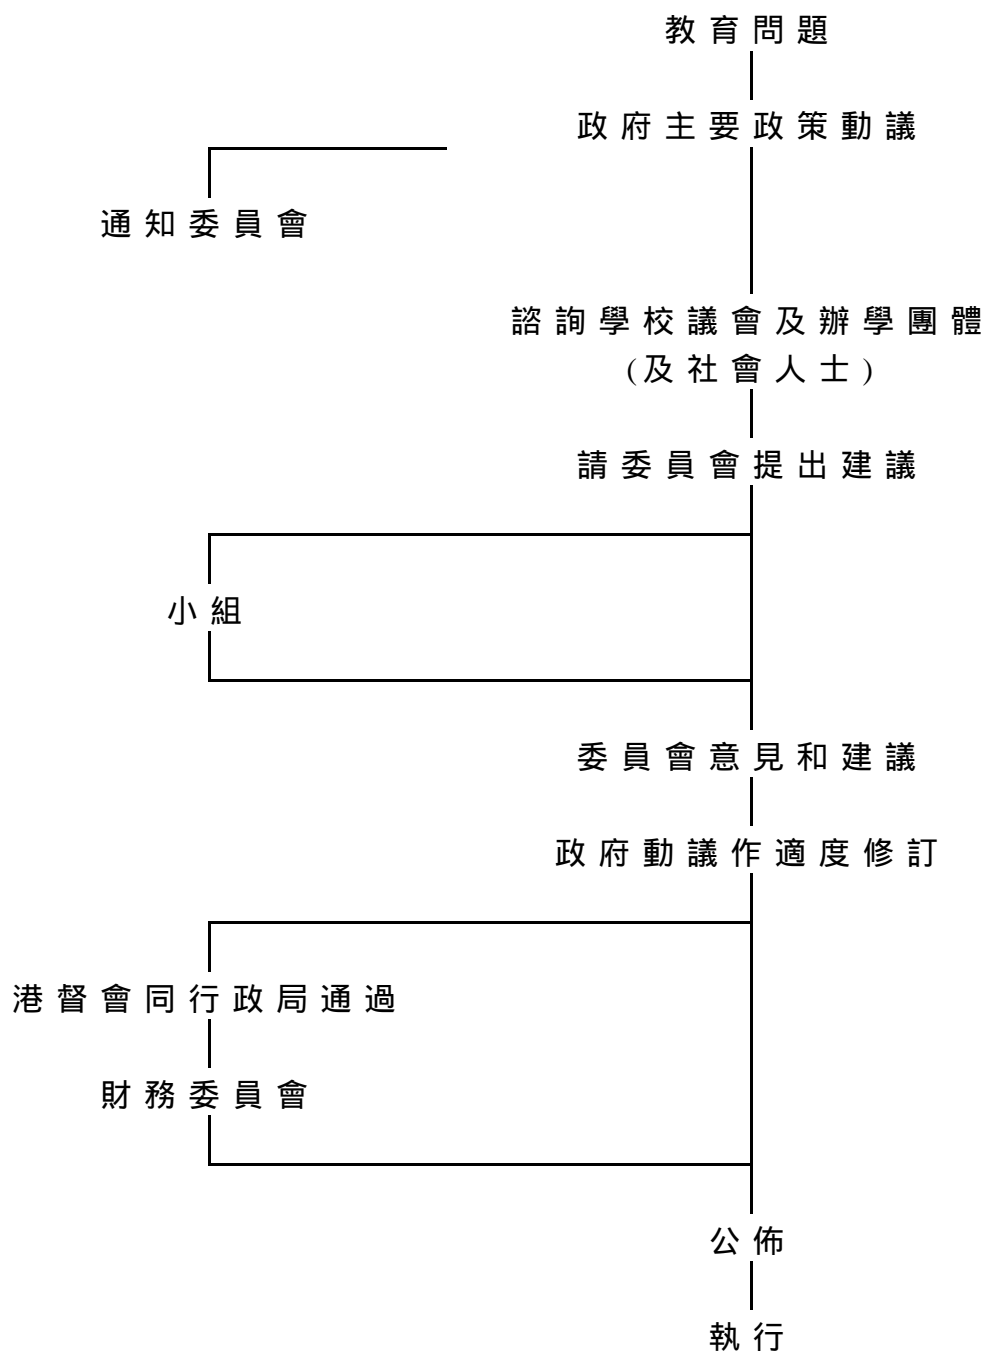 教育問題
政府主要政策動議
通知委員會
諮詢學校議會及辦學團體
(及社會人士)
請委員會提出建議
小組
委員會意見和建議
政府動議作適度修訂
港督會同行政局通過
財務委員會
公佈
執行